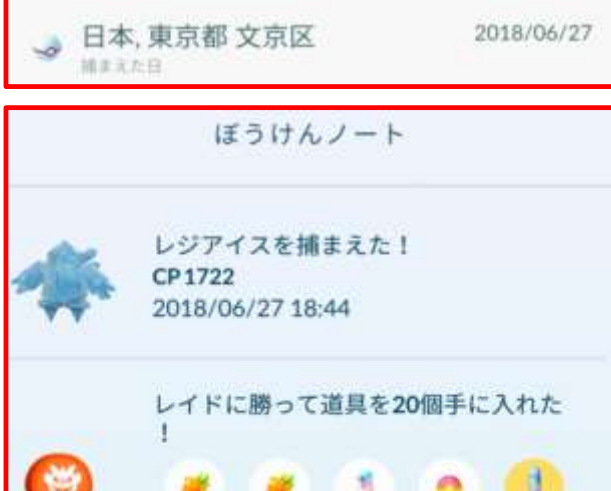 日本, 東京都 文京区
2018/06/27
捕まえた日
ぼうけんノート
レジアイスを捕まえた！
CP1722
2018/06/27 18:44
レイドに勝って道具を20個手に入れた
！